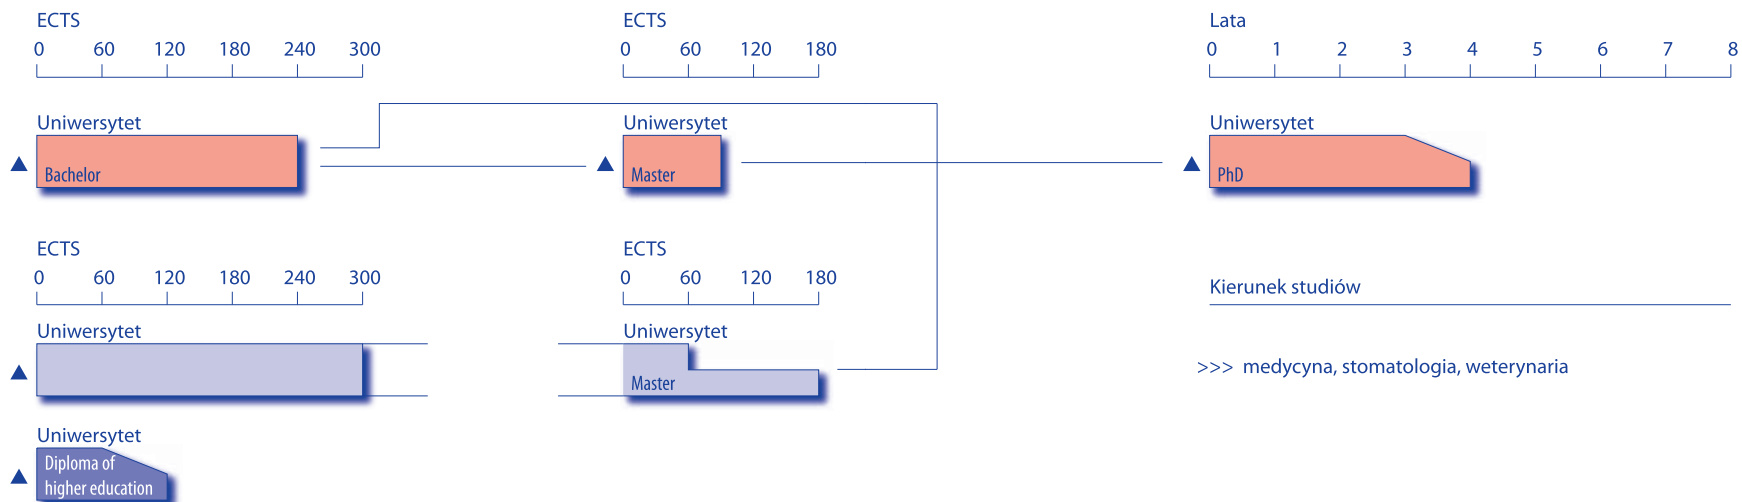 ECTS
0 60 120 180 240 300
ECTS
0 60 120 180
Lata
0 1 2 3 4 5 6 7 8
Uniwersytet
Bachelor
Uniwersytet
Master
Uniwersytet
PhD
ECTS
0 60 120 180 240 300
ECTS
0 60 120 180
Kierunek studiów
Uniwersytet
Uniwersytet
Master
>>> medycyna, stomatologia, weterynaria
Uniwersytet
Diploma of
higher education